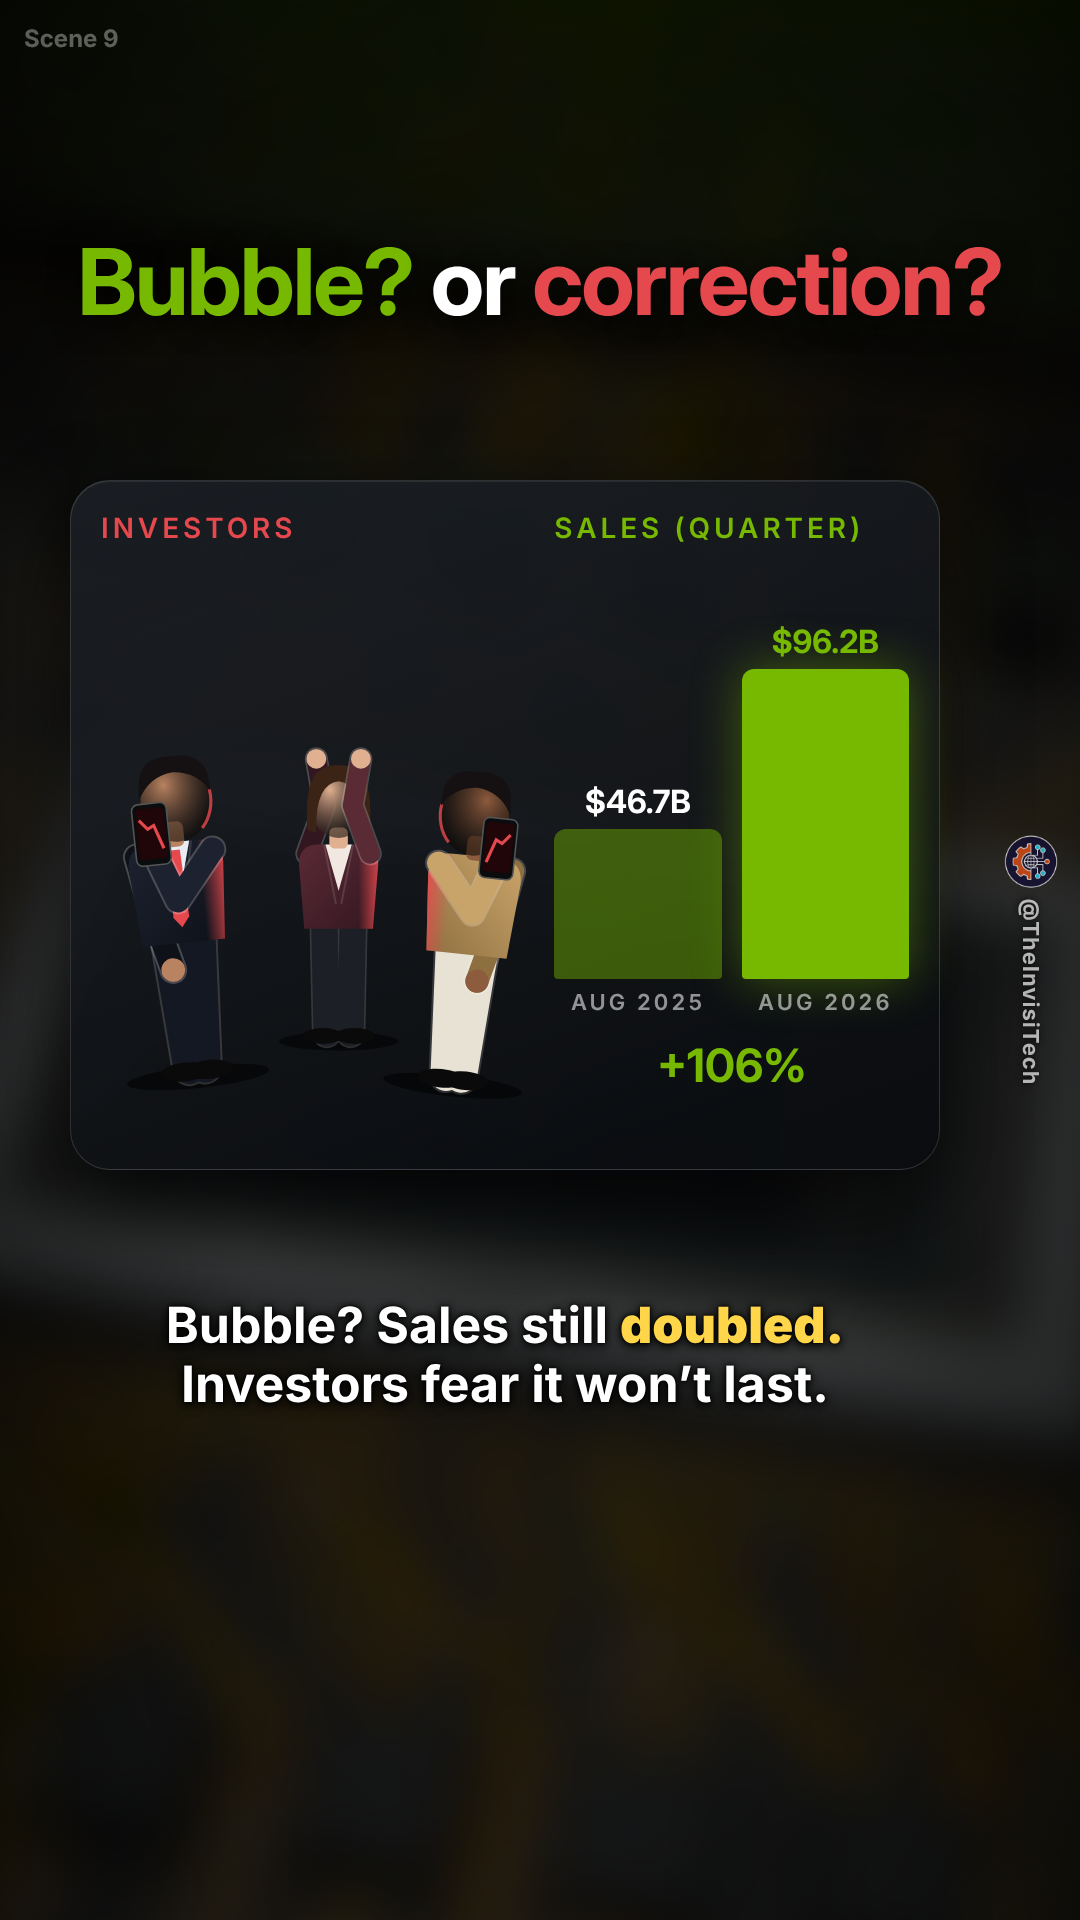 Scene 9
Bubble? or correction?
INVESTORS
SALES (QUARTER)
$96.2B
$46.7B
AUG 2025
AUG 2026
+106%
@TheInvisiTech
Bubble? Sales still doubled.
Investors fear it won’t last.